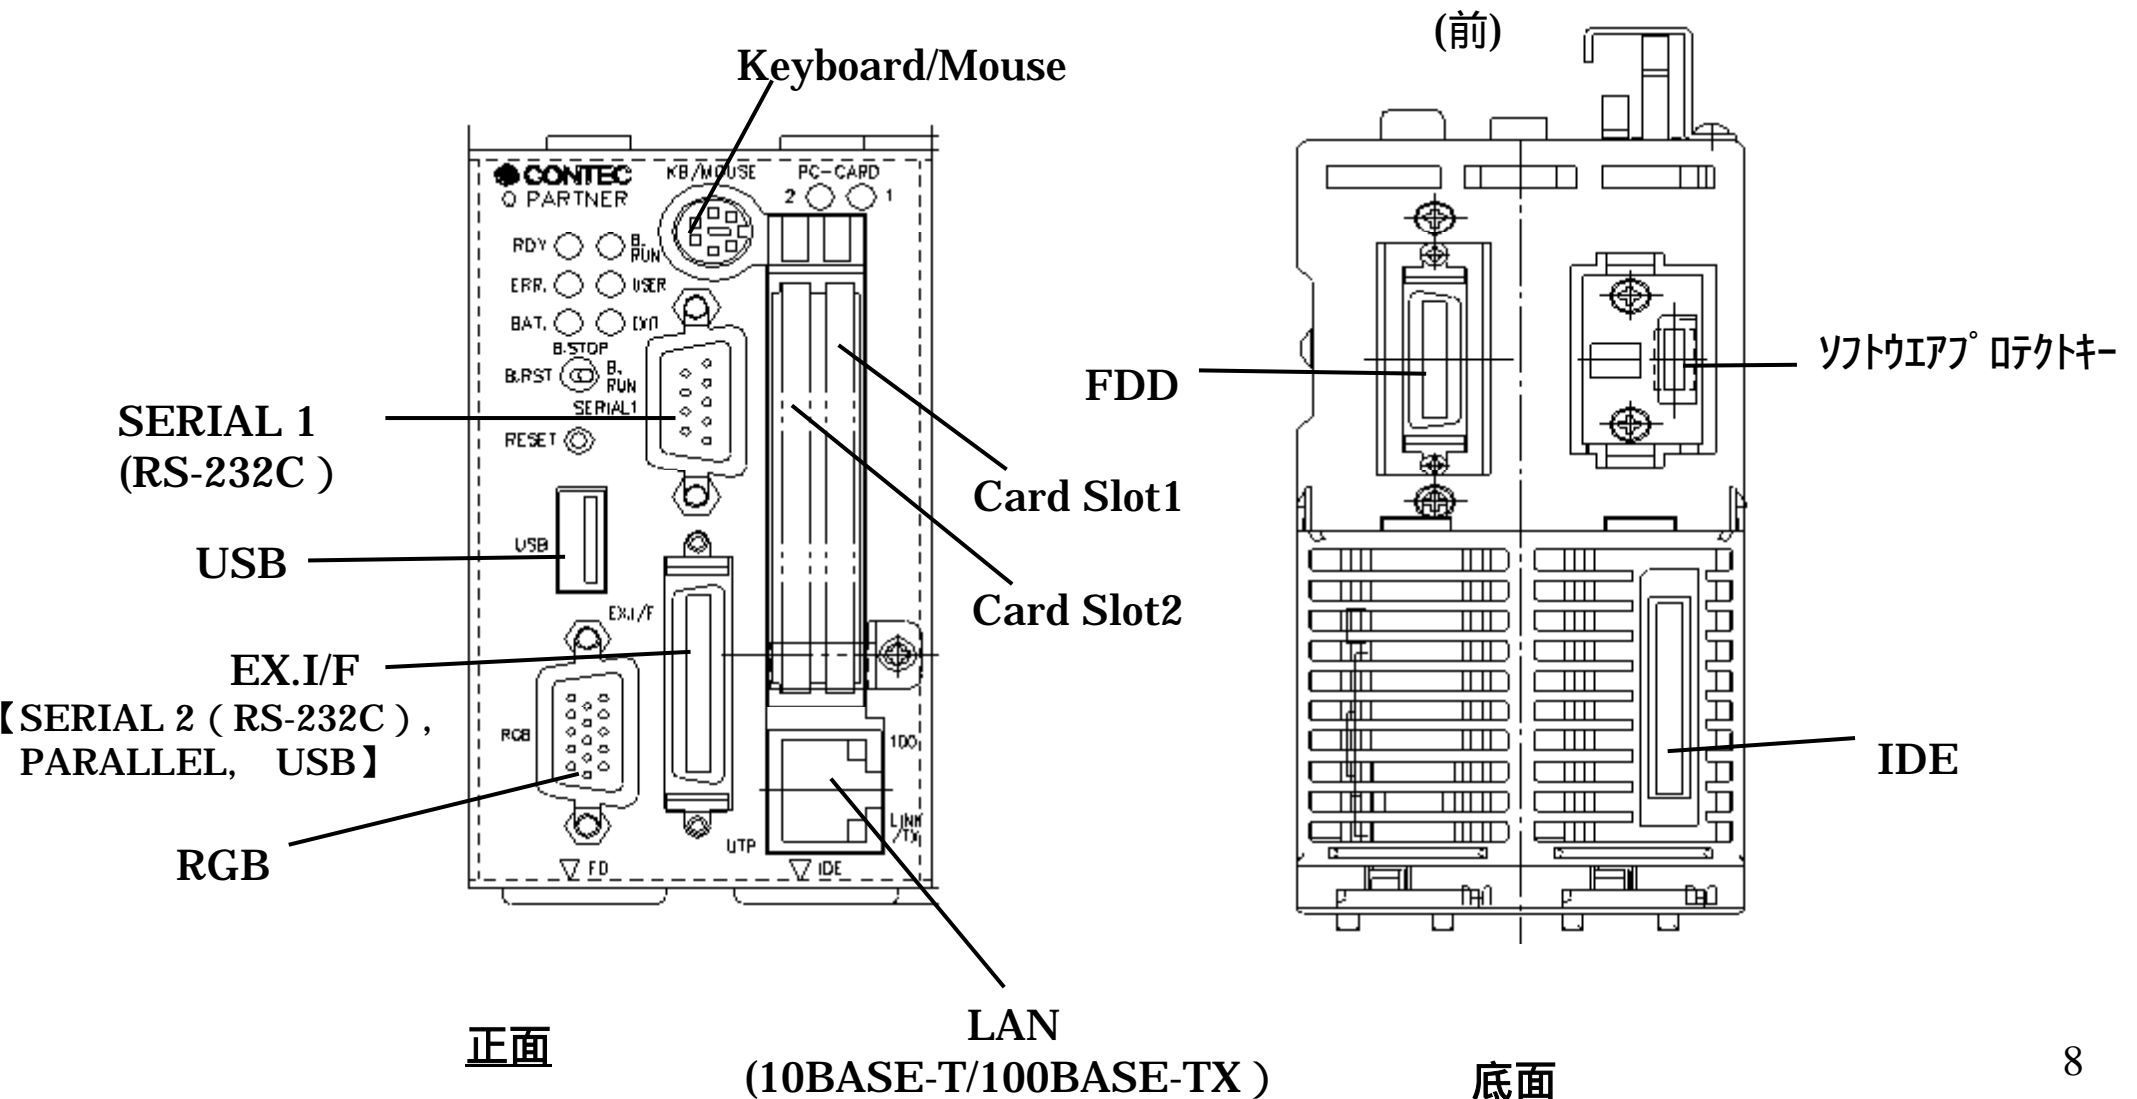 (前)
Keyboard/Mouse
CONTEC
PARTNER
KB/MOUSE
PC-CARD
2
1
RDY
B.
RUN
ERR.
USER
BAT.
B.STOP
B.RST
B.
RUN
SERIAL1
RESET
SERIAL 1
(RS-232C )
USB
USB
EX.I/F
EX.I/F
【SERIAL 2 ( RS-232C ) ,
PARALLEL, USB】
RGB
RGB
Card Slot1
Card Slot2
100
LINK
/TX
UTP
▽ FD
▽ IDE
LAN
(10BASE-T/100BASE-TX )
正面
FDD
ｿﾌﾄｳｴｱﾌﾟﾛﾃｸﾄｷｰ
IDE
底面
8